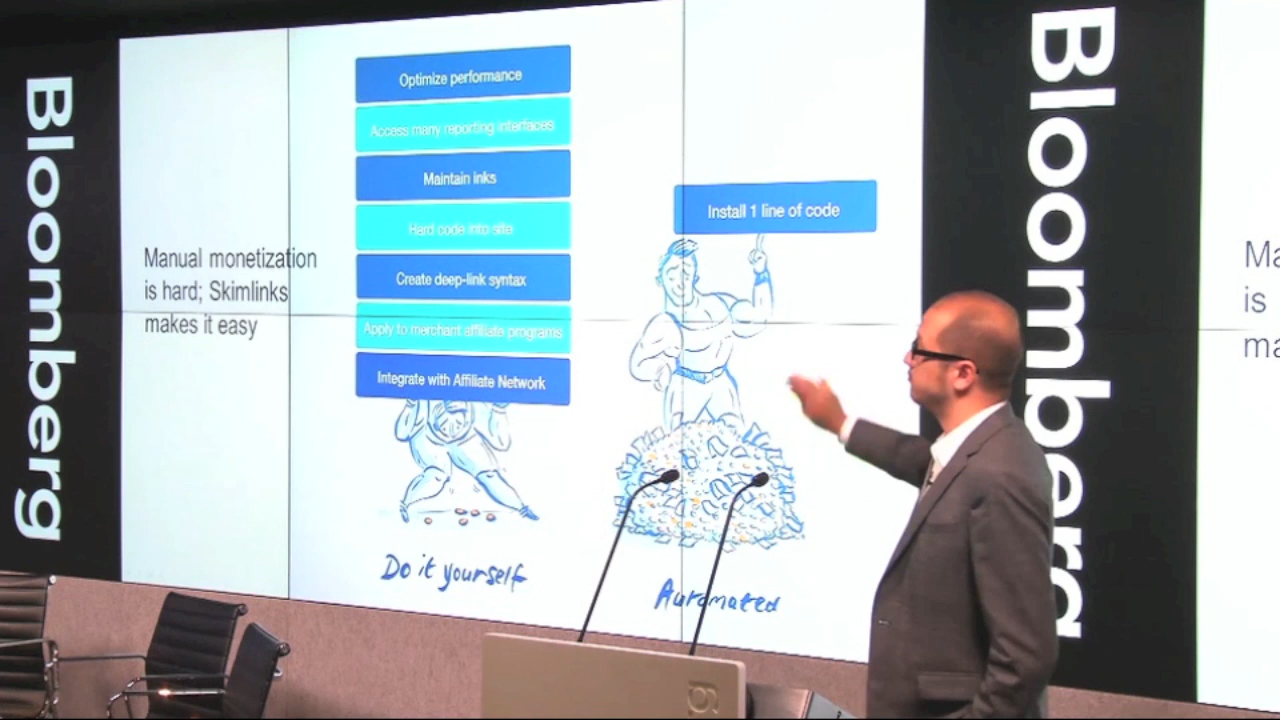 Bloomberg
Manual monetization
is hard; Skimlinks
makes it easy
Optimize performance
Access many reporting interfaces
Maintain inks
Hard code into site
Create deep-link syntax
Apply to merchant affiliate programs
Integrate with Affiliate Network
Do it yourself
Install 1 line of code
Automated
Bloomberg
Ma
is
ma